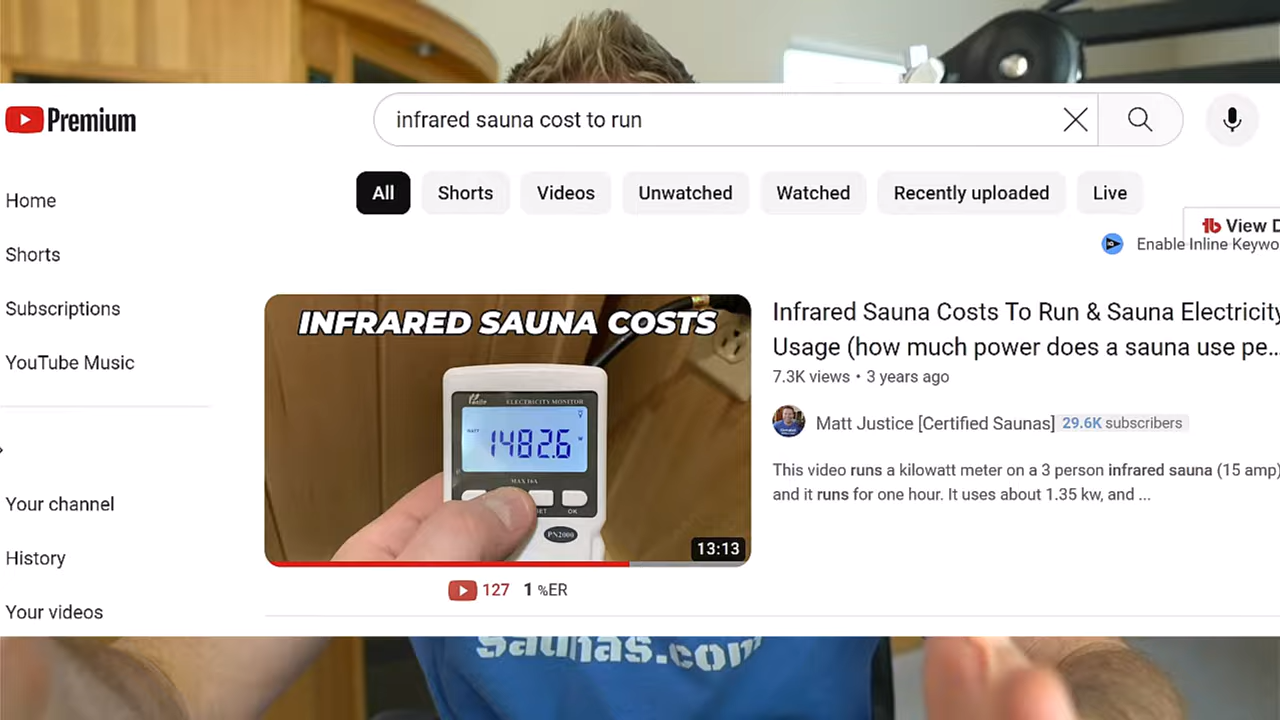 Premium
infrared sauna cost to run
All Shorts Videos Unwatched Watched Recently uploaded Live
Home
Shorts
Subscriptions
YouTube Music
Your channel
History
Your videos
View D
Enable Inline Keywo
INFRARED SAUNA COSTS
ELECTRICITY MONITOR
WATT
1482.6
MAX 16A
OK
PN2000
13:13
127 1 %ER
Infrared Sauna Costs To Run & Sauna Electricity
Usage (how much power does a sauna use pe...
7.3K views • 3 years ago
Matt Justice [Certified Saunas] 29.6K subscribers
This video runs a kilowatt meter on a 3 person infrared sauna (15 amp)
and it runs for one hour. It uses about 1.35 kw, and ...
saunas.com